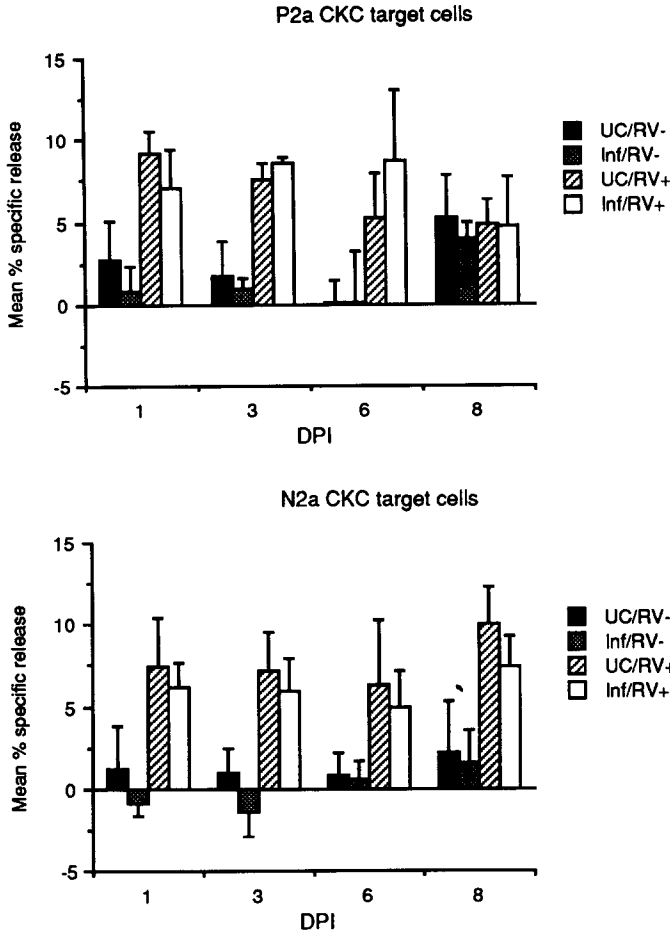 P2a CKC target cells
Mean % specific release
15
10
5
0
-5
1 3 6 8
DPI
UC/RV-
Inf/RV-
UC/RV+
Inf/RV+
N2a CKC target cells
Mean % specific release
15
10
5
0
-5
1 3 6 8
DPI
UC/RV-
Inf/RV-
UC/RV+
Inf/RV+